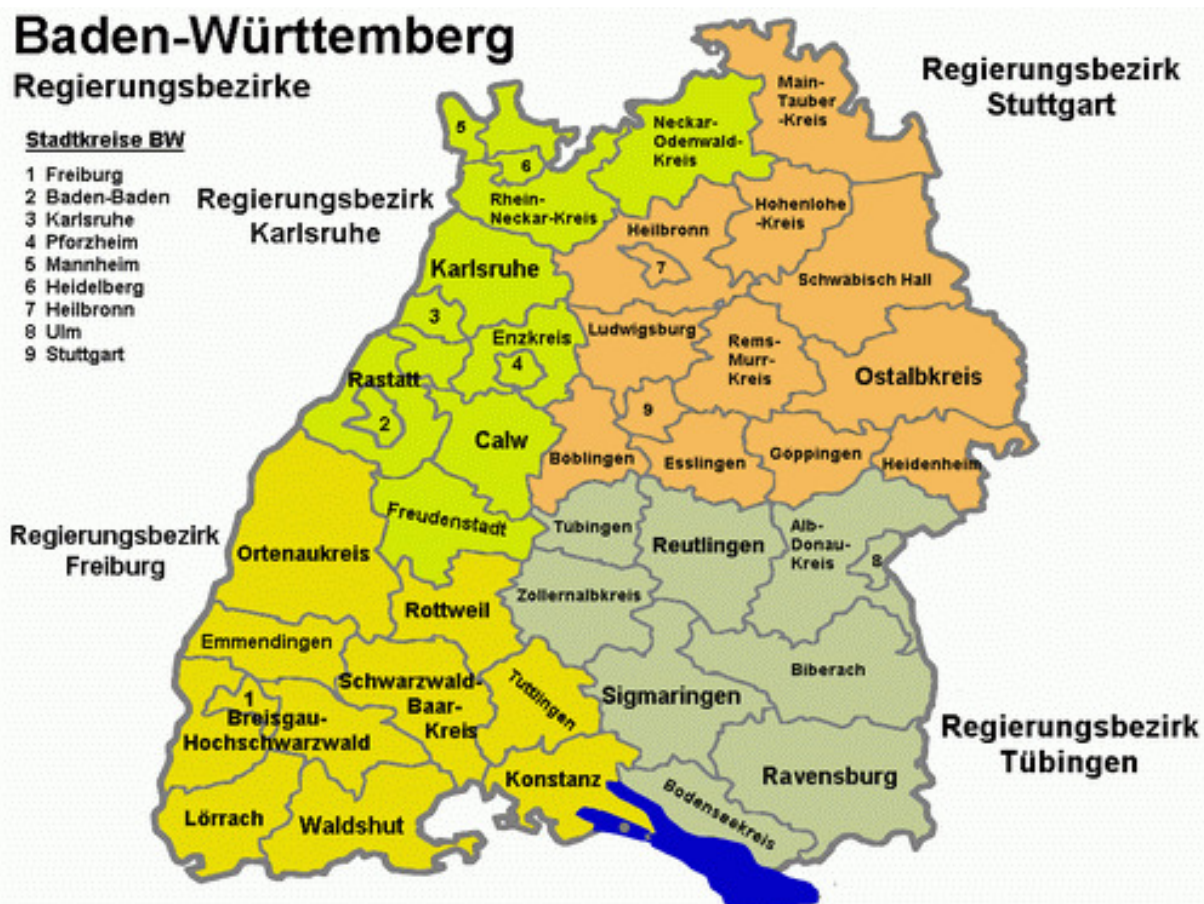 Baden-Württemberg
Regierungsbezirke
Stadtkreise BW
1 Freiburg
2 Baden-Baden
3 Karlsruhe
4 Pforzheim
5 Mannheim
6 Heidelberg
7 Heilbronn
8 Ulm
9 Stuttgart
Regierungsbezirk
Karlsruhe
Regierungsbezirk
Stuttgart
Regierungsbezirk
Freiburg
Regierungsbezirk
Tübingen
Main-
Tauber
-Kreis
5
Neckar-
Odenwald-
Kreis
6
Rhein-
Neckar-Kreis
Hohenlohe
-Kreis
Heilbronn
7
Karlsruhe
Schwäbisch Hall
3
Enzkreis
4
Ludwigsburg
Rems-
Murr-
Kreis
Ostalbkreis
Rastatt
2
Calw
9
Böblingen
Esslingen
Göppingen
Heidenheim
Freudenstadt
Tübingen
Reutlingen
Alb-
Donau-
Kreis
8
Ortenaukreis
Rottweil
Zollernalbkreis
Emmendingen
Schwarzwald-
Baar-
Kreis
Tuttlingen
Sigmaringen
Biberach
1
Breisgau-
Hochschwarzwald
Konstanz
Ravensburg
Bodenseekreis
Lörrach
Waldshut